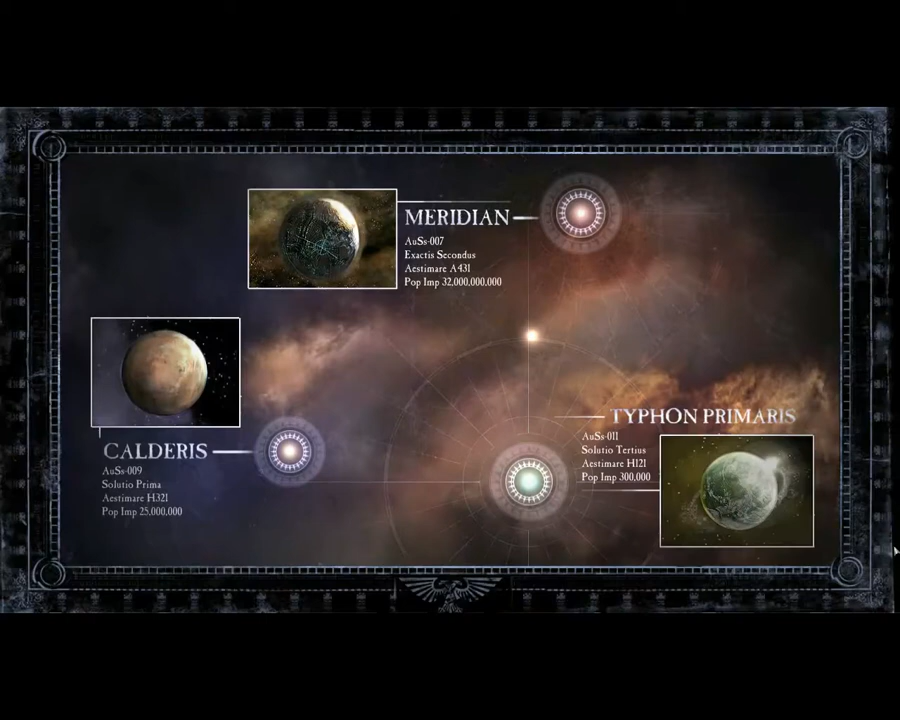 MERIDIAN
AuSs-007
Exactis Secondus
Aestimare A431
Pop Imp 32,000,000,000
CALDERIS
AuSs-009
Solutio Prima
Aestimare H321
Pop Imp 25,000,000
TYPHON PRIMARIS
AuSs-011
Solutio Tertius
Aestimare H121
Pop Imp 300,000